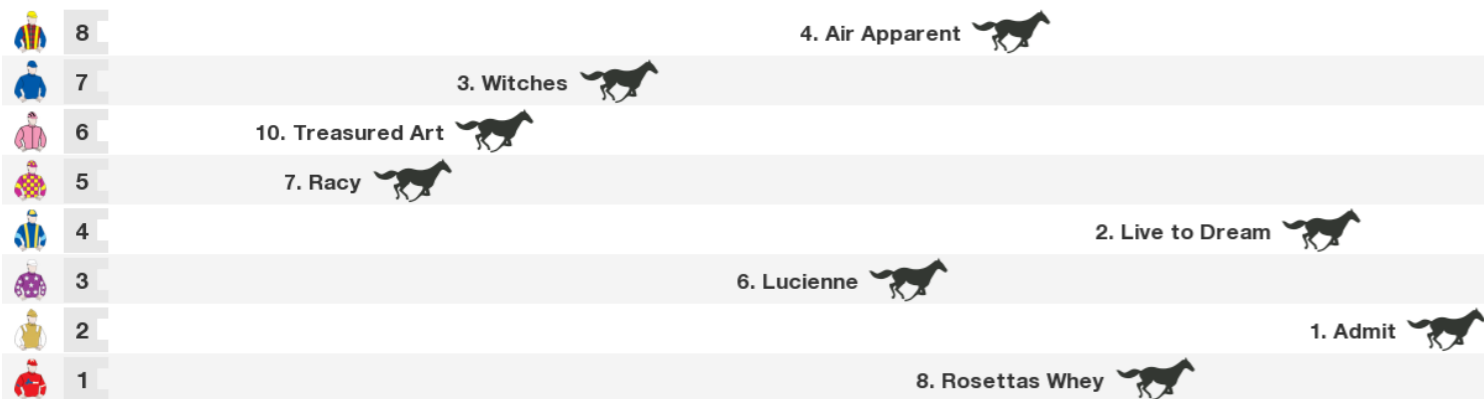 8 4. Air Apparent
7 3. Witches
6 10. Treasured Art
5 7. Racy
4 2. Live to Dream
3 6. Lucienne
2 1. Admit
1 8. Rosettas Whey